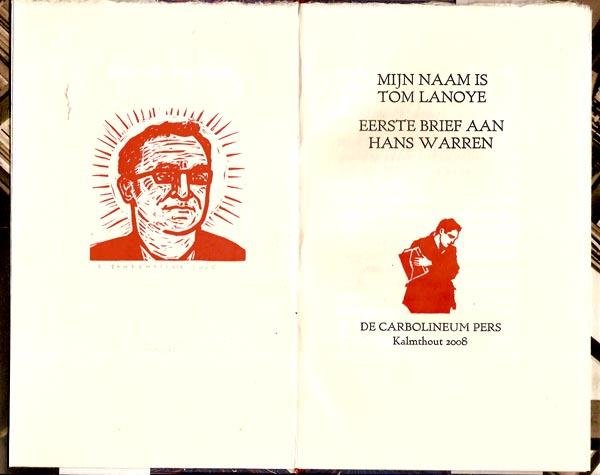 MIJN NAAM IS
TOM LANOYE
EERSTE BRIEF AAN
HANS WARREN
DE CARBOLINEUM PERS
Kalmthout 2008